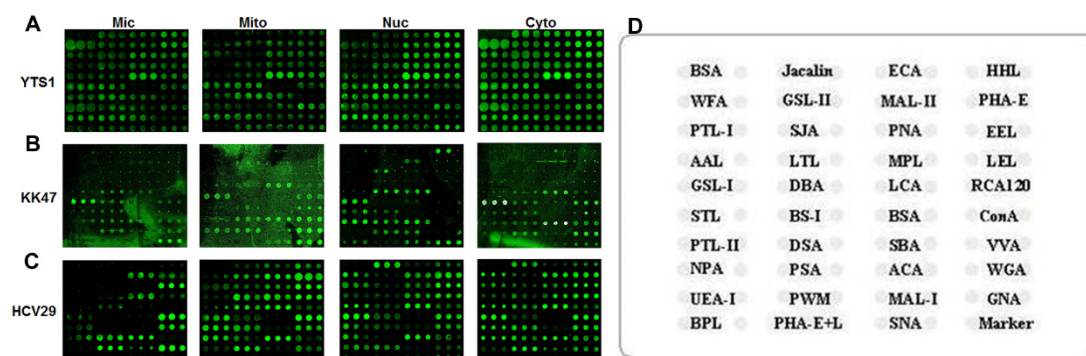 A Mic Mito Nuc Cyto D
YTS1
B
KK47
C
HCV29
BSA Jacalin ECA HHL
WFA GSL-II MAL-II PHA-E
PTL-I SJA PNA EEL
AAL LTL MPL LEL
GSL-I DBA LCA RCA120
STL BS-I BSA ConA
PTL-II DSA SBA VVA
NPA PSA ACA WGA
UEA-I PWM MAL-I GNA
BPL PHA-E+L SNA Marker